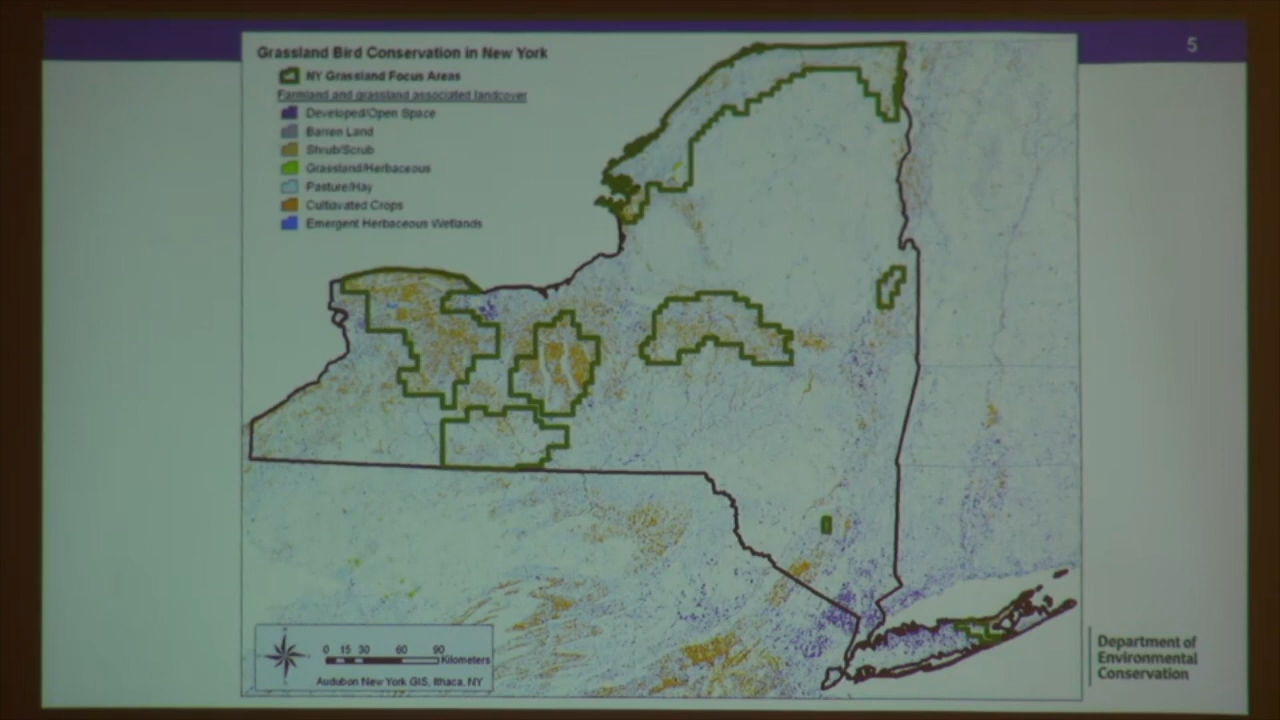 5
Grassland Bird Conservation in New York
NY Grassland Focus Areas
Farmland and grassland associated landcover
Developed/Open Space
Barren Land
Shrub/Scrub
Grassland/Herbaceous
Pasture/Hay
Cultiavated Crops
Emergent Herbaceous Wetlands
0 15 30 60 90
Kilometers
Audubon New York GIS, Ithaca, NY
Department of
Environmental
Conservation